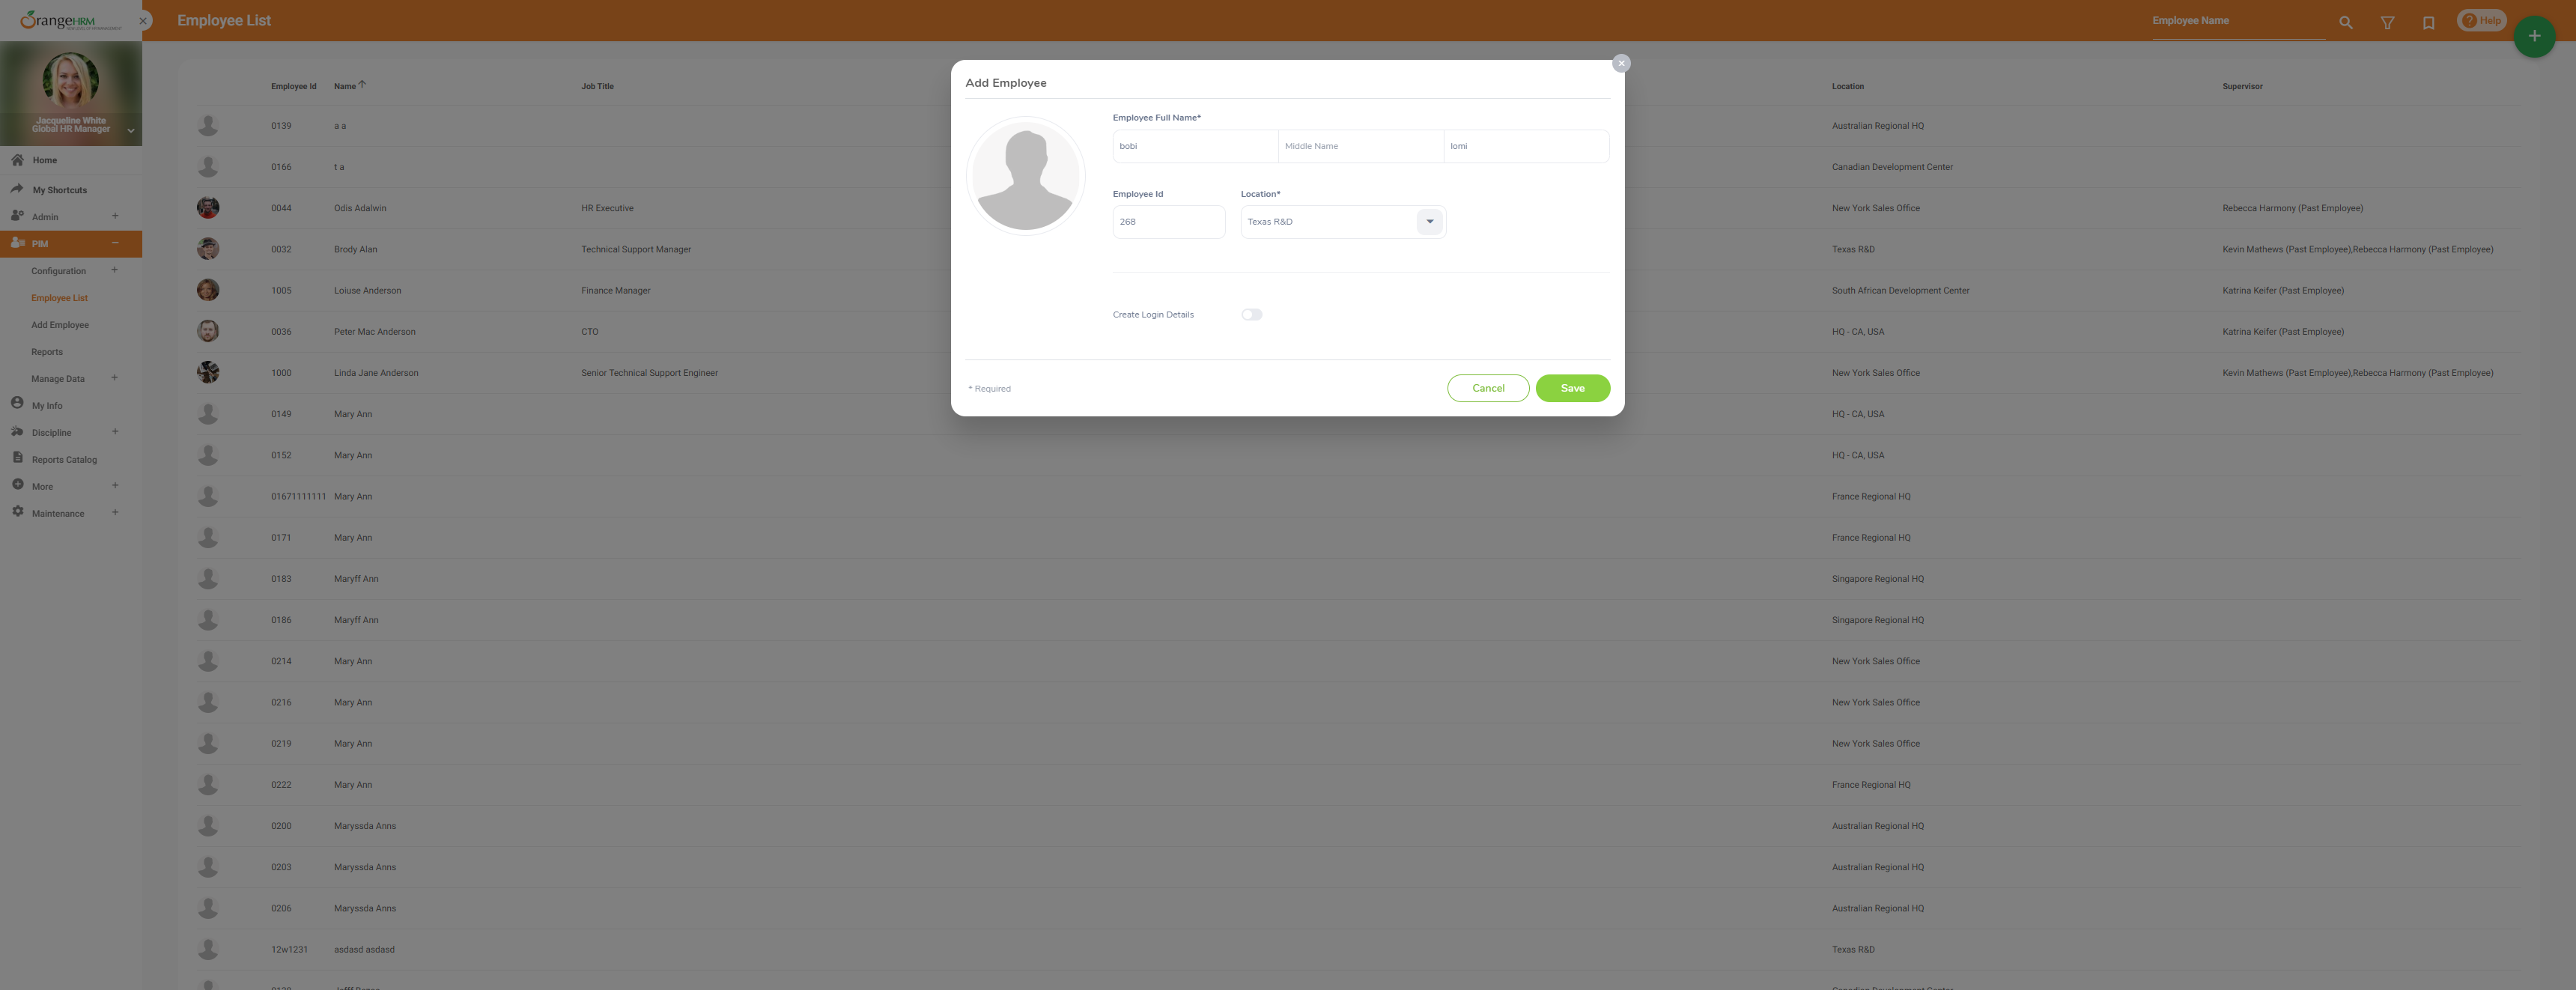 OrangeHRM
Employee List
Employee Name
Help
Jacqueline White
Global HR Manager
Home
My Shortcuts
Admin
PIM
Configuration
Employee List
Add Employee
Reports
Manage Data
My Info
Discipline
Reports Catalog
More
Maintenance
Add Employee
Employee Full Name*
bobi Middle Name lomi
Employee Id Location*
268 Texas R&D
Create Login Details
* Required Cancel Save
Employee Id Name Job Title Location Supervisor
0139 a a Australian Regional HQ
0166 t a Canadian Development Center
0044 Odis Adalwin HR Executive New York Sales Office Rebecca Harmony (Past Employee)
0032 Brody Alan Technical Support Manager Texas R&D Kevin Mathews (Past Employee),Rebecca Harmony (Past Employee)
1005 Loiuse Anderson Finance Manager South African Development Center Katrina Keifer (Past Employee)
0036 Peter Mac Anderson CTO HQ - CA, USA Katrina Keifer (Past Employee)
1000 Linda Jane Anderson Senior Technical Support Engineer New York Sales Office Kevin Mathews (Past Employee),Rebecca Harmony (Past Employee)
0149 Mary Ann HQ - CA, USA
0152 Mary Ann HQ - CA, USA
01671111111 Mary Ann France Regional HQ
0171 Mary Ann France Regional HQ
0183 Maryff Ann Singapore Regional HQ
0186 Maryff Ann Singapore Regional HQ
0214 Mary Ann New York Sales Office
0216 Mary Ann New York Sales Office
0219 Mary Ann New York Sales Office
0222 Mary Ann France Regional HQ
0200 Maryssda Anns Australian Regional HQ
0203 Maryssda Anns Australian Regional HQ
0206 Maryssda Anns Australian Regional HQ
12w1231 asdasd asdasd Texas R&D